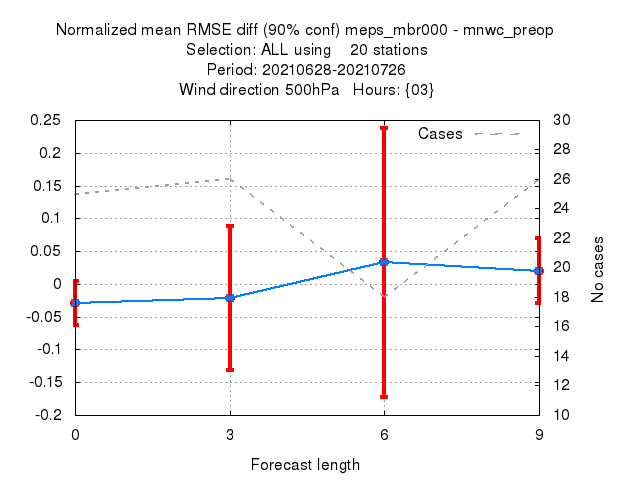 Normalized mean RMSE diff (90% conf) meps_mbr000 - mnwc_preop
Selection: ALL using 20 stations
Period: 20210628-20210726
Wind direction 500hPa Hours: {03}
Cases
0.25
0.2
0.15
0.1
0.05
0
-0.05
-0.1
-0.15
-0.2
30
28
26
24
22
20
18
16
14
12
10
No cases
0 3 6 9
Forecast length